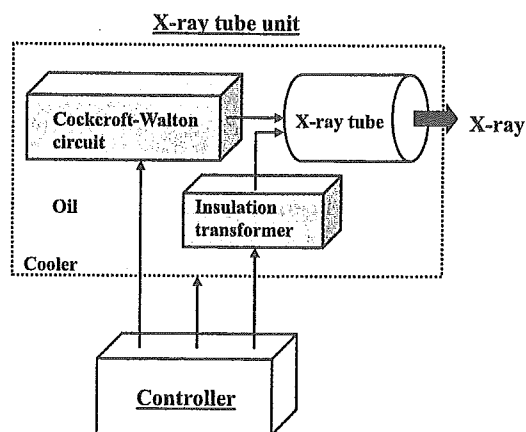 X-ray tube unit
Cockcroft-Walton
circuit
X-ray tube
X-ray
Oil
Insulation
transformer
Cooler
Controller